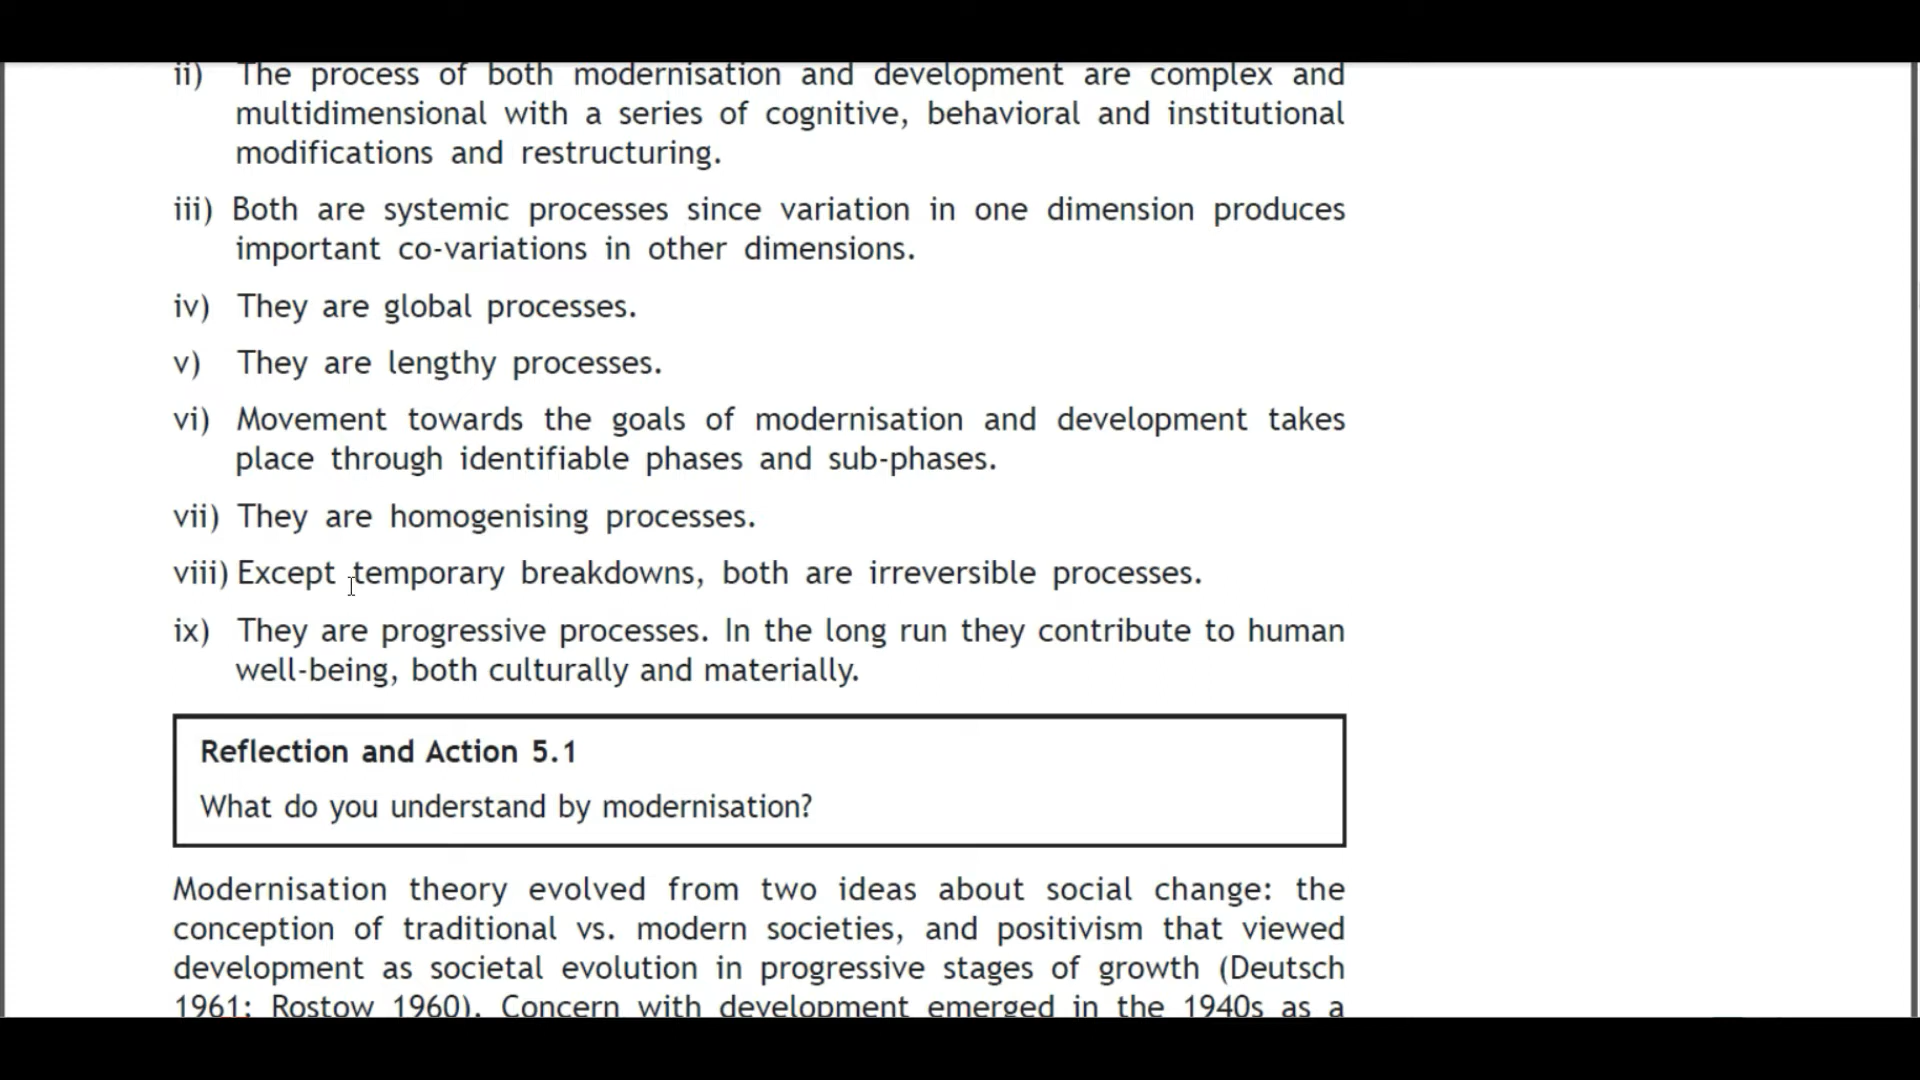 ii) The process of both modernisation and development are complex and
multidimensional with a series of cognitive, behavioral and institutional
modifications and restructuring.
iii) Both are systemic processes since variation in one dimension produces
important co-variations in other dimensions.
iv) They are global processes.
v) They are lengthy processes.
vi) Movement towards the goals of modernisation and development takes
place through identifiable phases and sub-phases.
vii) They are homogenising processes.
viii) Except temporary breakdowns, both are irreversible processes.
ix) They are progressive processes. In the long run they contribute to human
well-being, both culturally and materially.
Reflection and Action 5.1
What do you understand by modernisation?
Modernisation theory evolved from two ideas about social change: the
conception of traditional vs. modern societies, and positivism that viewed
development as societal evolution in progressive stages of growth (Deutsch
1961; Rostow 1960). Concern with development emerged in the 1940s as a